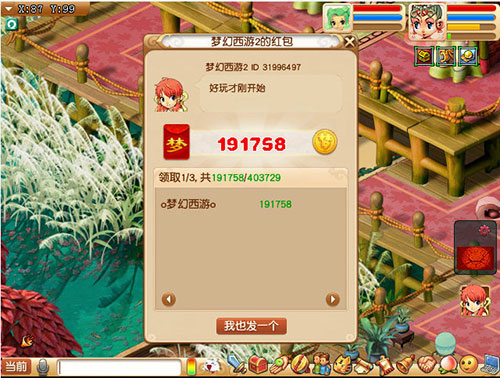 X:87 Y:99
梦幻西游2的红包
梦幻西游2 ID 31996497
好玩才刚开始
梦
191758
领取1/3, 共191758/403729
o梦幻西游o 191758
我也发一个
当前